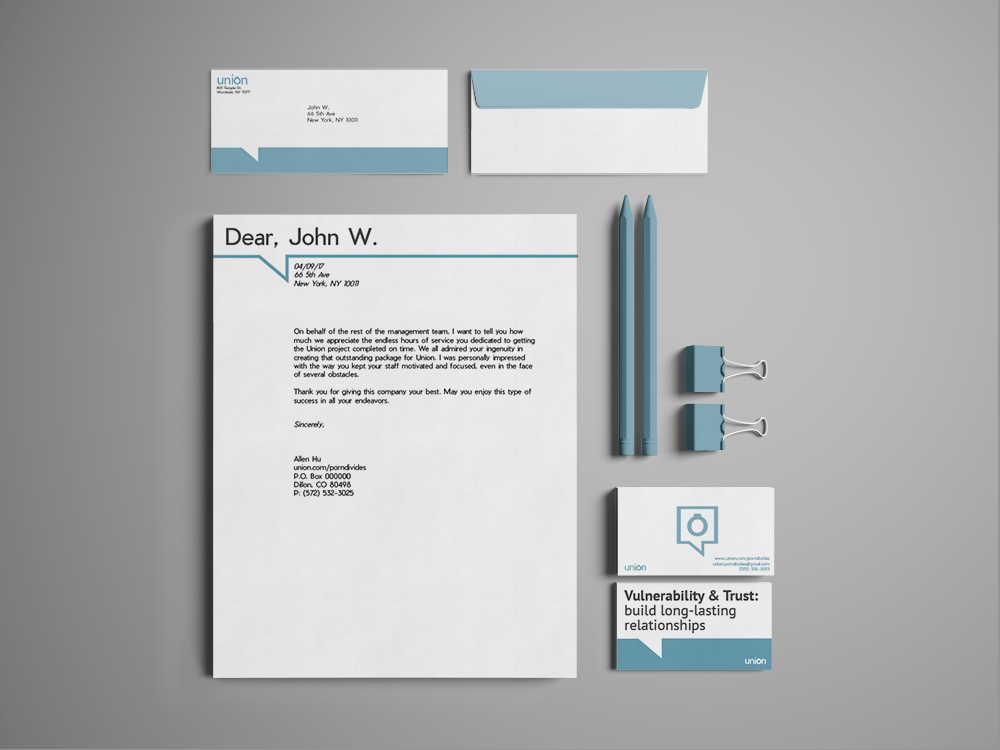 union
801 Temple Dr.
John W.
66 5th Ave
New York, NY 10011
Dear, John W.
04/09/17
66 5th Ave
New York, NY 10011
On behalf of the rest of the management team, I want to tell you how
much we appreciate the endless hours of service you dedicated to getting
the Union project completed on time. We all admired your ingenuity in
creating that outstanding package for Union. I was personally impressed
with the way you kept your staff motivated and focused, even in the face
of several obstacles.
Thank you for giving this company your best. May you enjoy this type of
success in all your endeavors.
Sincerely,
Allen Hu
union.com/porndivides
P.O. Box 000000
Dillon, CO 80498
P: (572) 532-3025
www.union.com/porndivides
union.porndivides@gmail.com
(572) 532-3025
union
Vulnerability & Trust:
build long-lasting
relationships
union